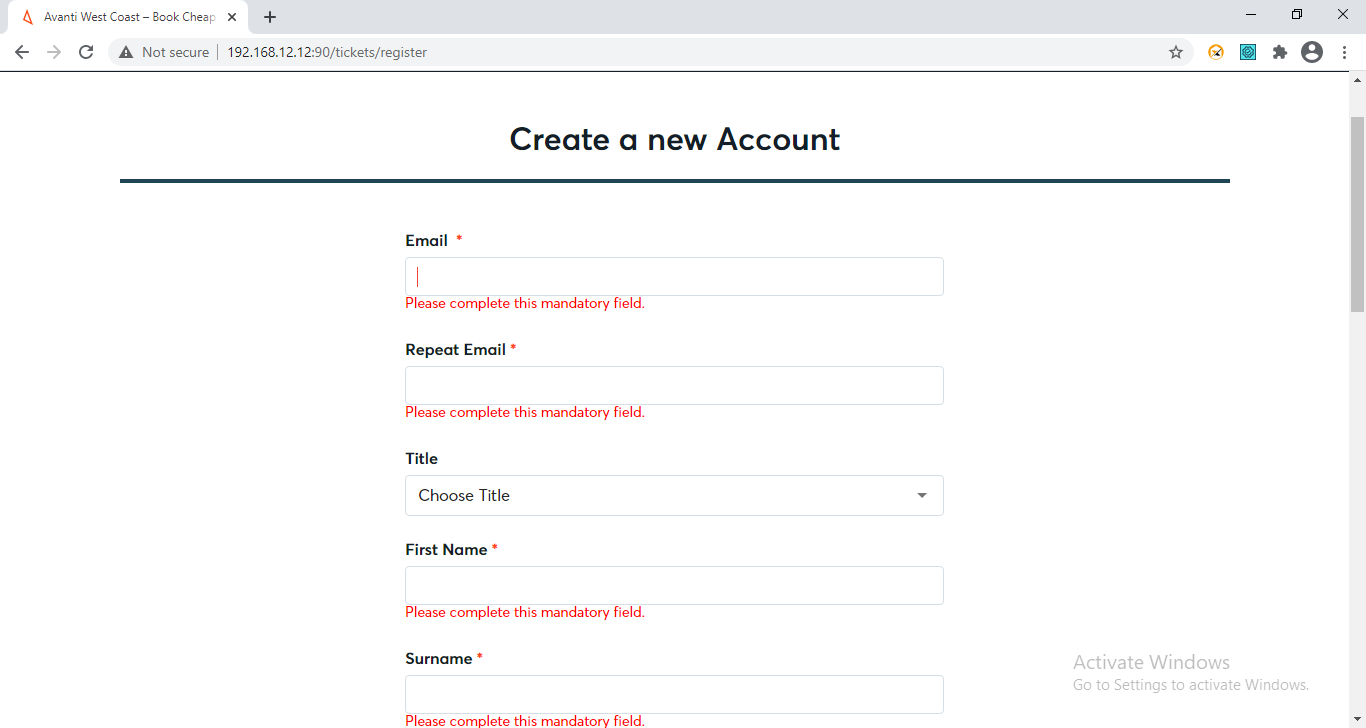 Avanti West Coast – Book Cheap
Not secure
192.168.12.12:90/tickets/register
Create a new Account
Email *
Please complete this mandatory field.
Repeat Email *
Please complete this mandatory field.
Title
Choose Title
First Name *
Please complete this mandatory field.
Surname *
Please complete this mandatory field.
Activate Windows
Go to Settings to activate Windows.